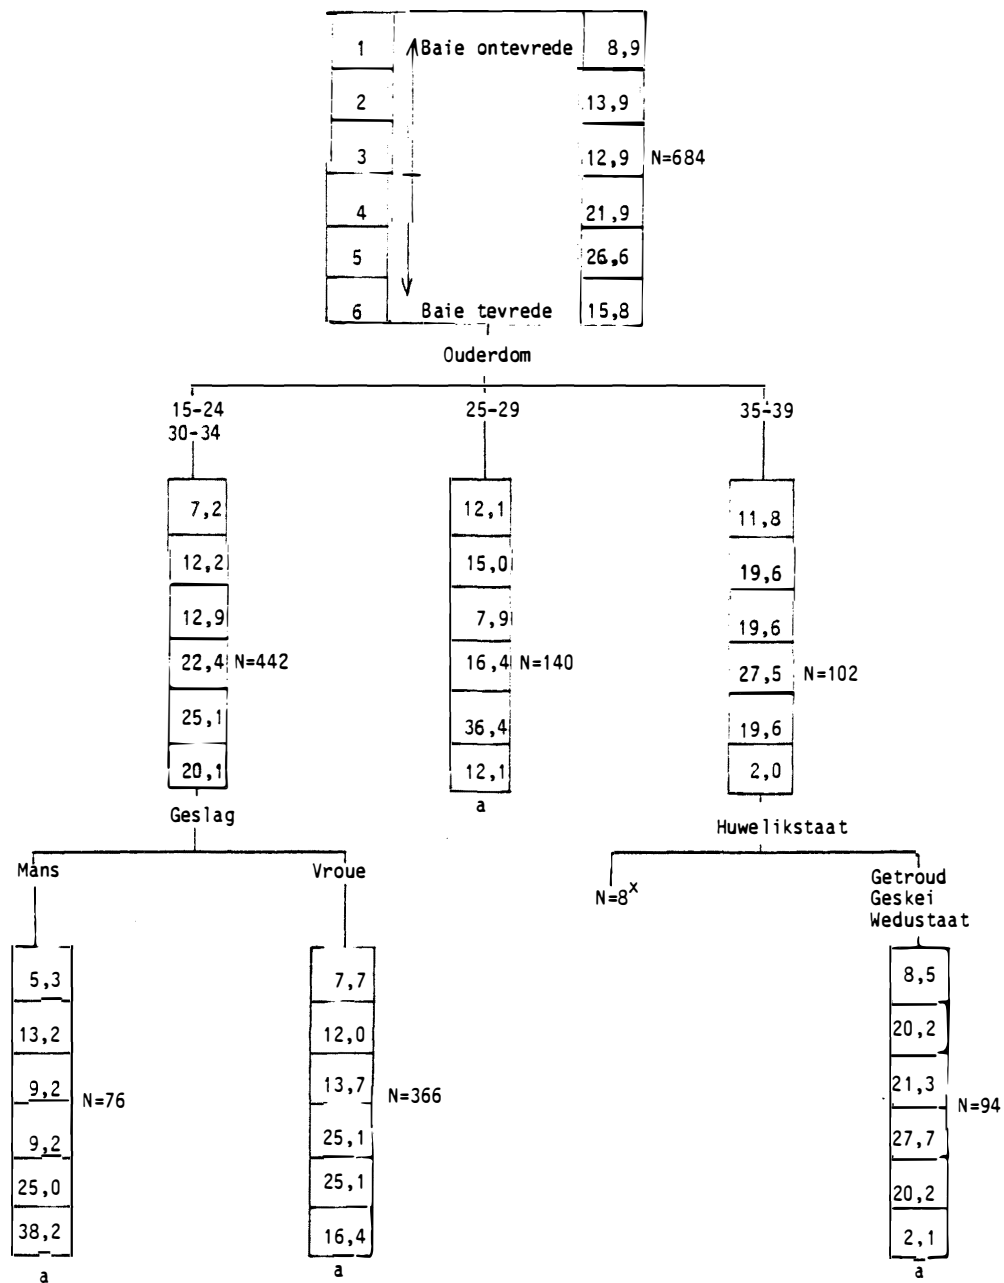 1 Baie ontevrede 8,9
2 13,9
3 12,9 N=684
4 21,9
5 26,6
6 Baie tevrede 15,8
Ouderdom
15-24 25-29 35-39
30-34
7,2 12,1 11,8
12,2 15,0 19,6
12,9 7,9 19,6
22,4 N=442 16,4 N=140 27,5 N=102
25,1 36,4 19,6
20,1 12,1 2,0
a
Geslag Huwelikstaat
Mans Vroue Getroud
N=8x Geskei
Wedustaat
5,3 7,7 8,5
13,2 12,0 20,2
9,2 N=76 13,7 N=366 21,3 N=94
9,2 25,1 27,7
25,0 25,1 20,2
38,2 16,4 2,1
a a a